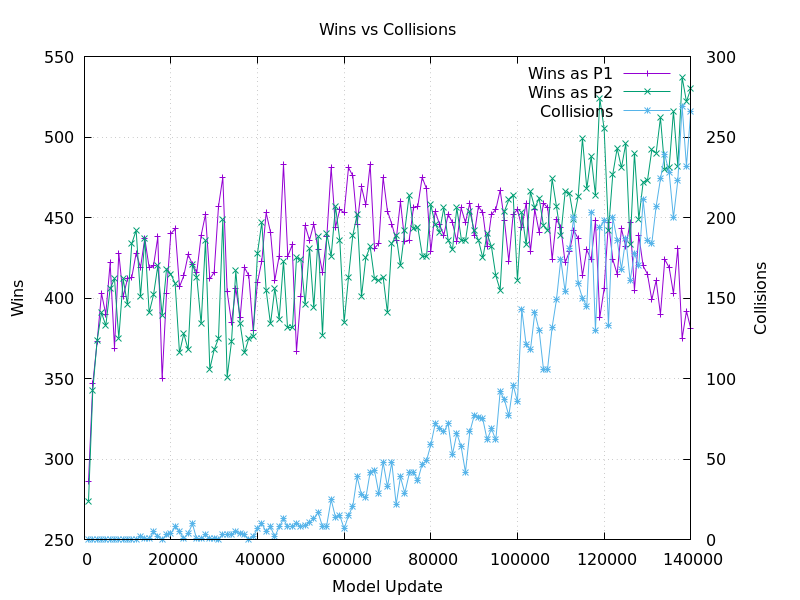 Wins vs Collisions
550 300
Wins as P1
Wins as P2
Collisions
500 250
450 200
400 150
350 100
300 50
250 0
Wins
Collisions
0 20000 40000 60000 80000 100000 120000 140000
Model Update